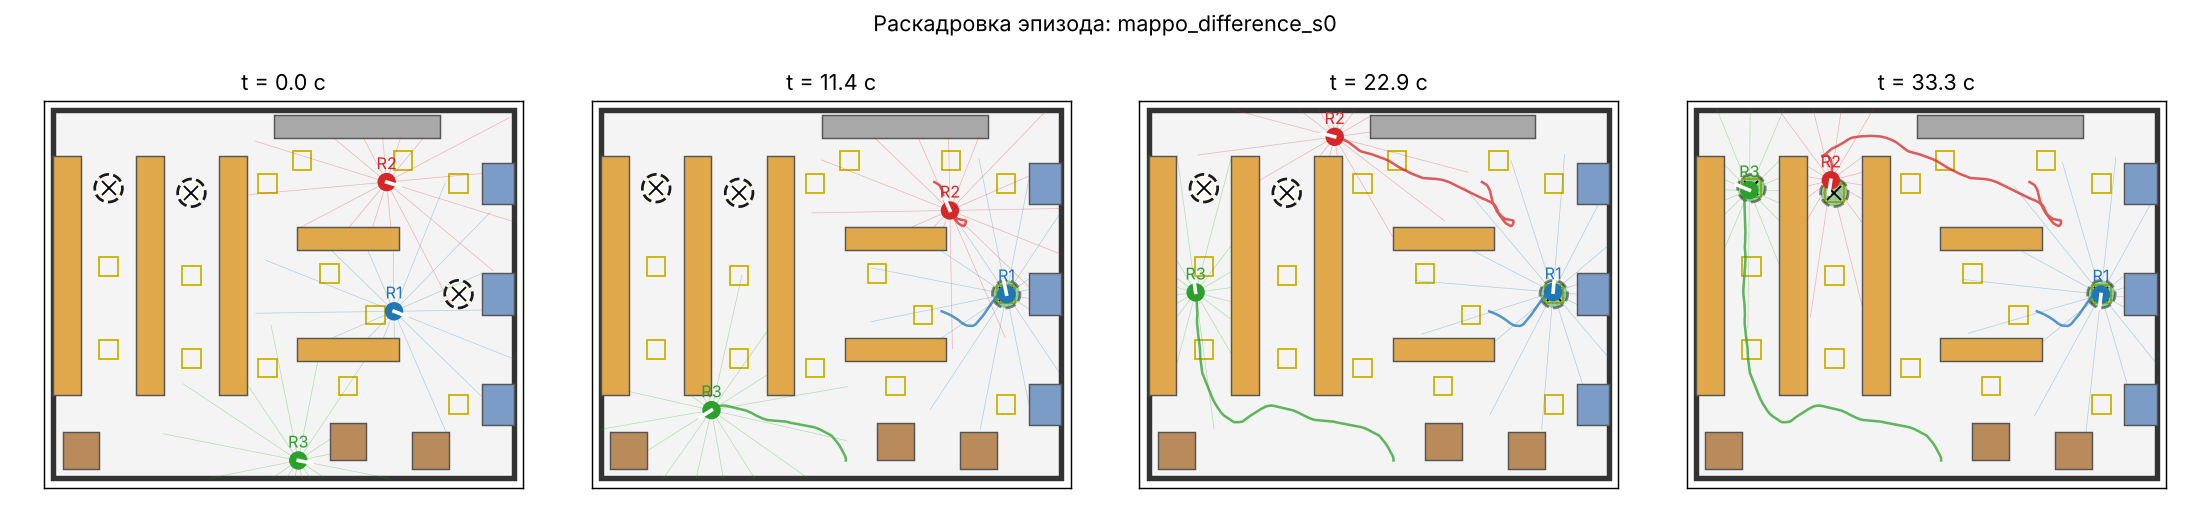 Раскадровка эпизода: mappo_difference_s0
t = 0.0 с
t = 11.4 с
t = 22.9 с
t = 33.3 с
R2
R1
R3
R2
R1
R3
R2
R3
R1
R3
R2
R1